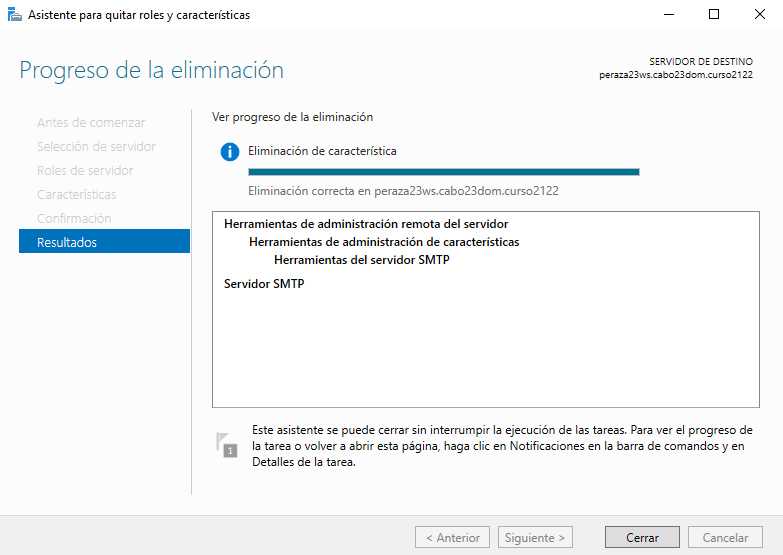 Asistente para quitar roles y características
Progreso de la eliminación
SERVIDOR DE DESTINO
peraza23ws.cabo23dom.curso2122
Antes de comenzar
Selección de servidor
Roles de servidor
Características
Confirmación
Resultados
Ver progreso de la eliminación
Eliminación de característica
Eliminación correcta en peraza23ws.cabo23dom.curso2122
Herramientas de administración remota del servidor
Herramientas de administración de características
Herramientas del servidor SMTP
Servidor SMTP
1
Este asistente se puede cerrar sin interrumpir la ejecución de las tareas. Para ver el progreso de
la tarea o volver a abrir esta página, haga clic en Notificaciones en la barra de comandos y en
Detalles de la tarea.
< Anterior
Siguiente >
Cerrar
Cancelar